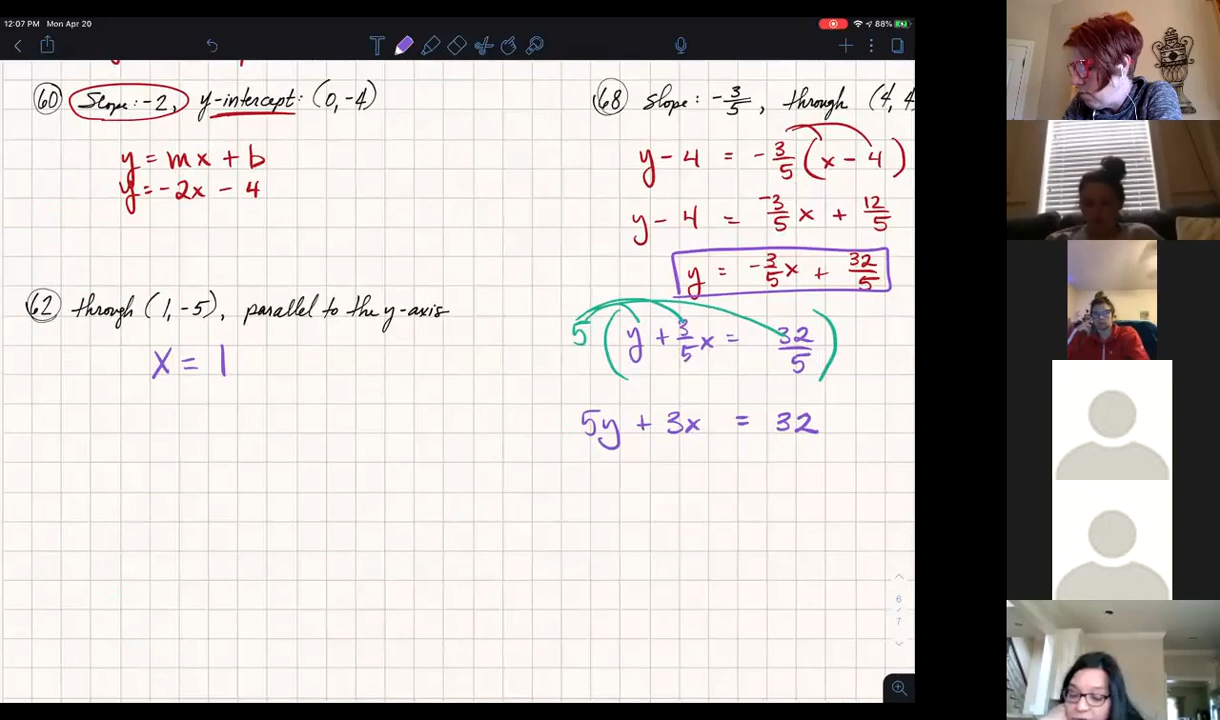 12:07 PM Mon Apr 20
88%
60 Slope: -2, y-intercept: (0, -4)
y = mx + b
y = -2x - 4
62 through (1, -5), parallel to the y-axis
x = 1
68 slope: -3/5, through (4, 4
y - 4 = -3/5 (x - 4)
y - 4 = -3/5 x + 12/5
y = -3/5 x + 32/5
5 (y + 3/5 x = 32/5)
5y + 3x = 32
6
7